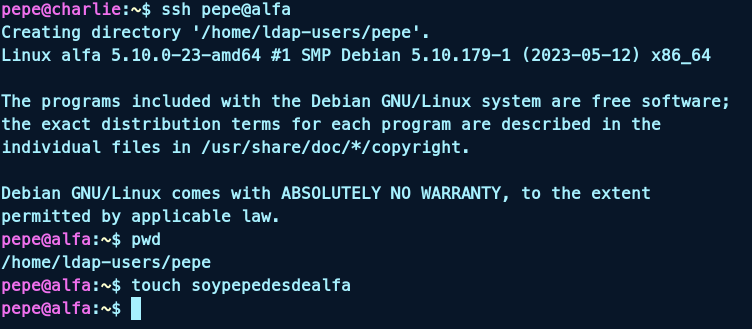 pepe@charlie:~$ ssh pepe@alfa
Creating directory '/home/ldap-users/pepe'.
Linux alfa 5.10.0-23-amd64 #1 SMP Debian 5.10.179-1 (2023-05-12) x86_64

The programs included with the Debian GNU/Linux system are free software;
the exact distribution terms for each program are described in the
individual files in /usr/share/doc/*/copyright.

Debian GNU/Linux comes with ABSOLUTELY NO WARRANTY, to the extent
permitted by applicable law.
pepe@alfa:~$ pwd
/home/ldap-users/pepe
pepe@alfa:~$ touch soypepedesdealfa
pepe@alfa:~$